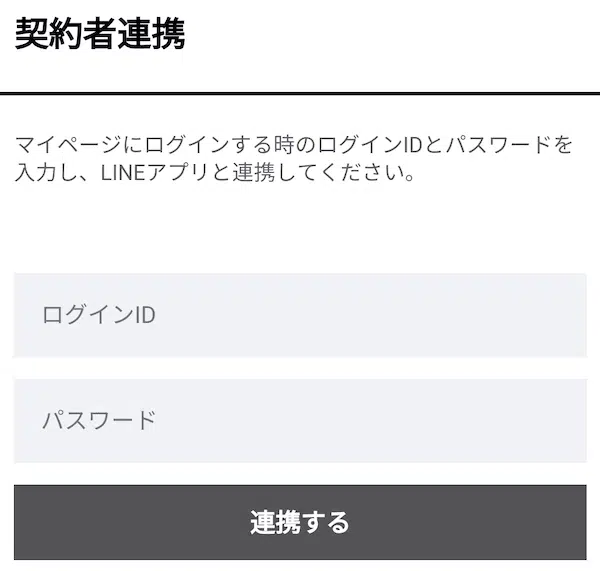 契約者連携
マイページにログインする時のログインIDとパスワードを
入力し、LINEアプリと連携してください。
ログインID
パスワード
連携する